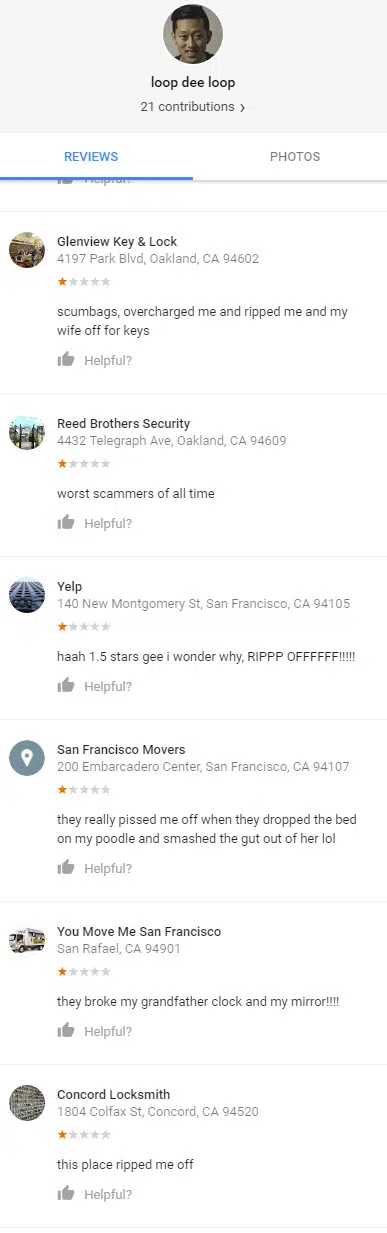 loop dee loop
21 contributions ›
REVIEWS PHOTOS
Helpful?
Glenview Key & Lock
4197 Park Blvd, Oakland, CA 94602
scumbags, overcharged me and ripped me and my
wife off for keys
Helpful?
Reed Brothers Security
4432 Telegraph Ave, Oakland, CA 94609
worst scammers of all time
Helpful?
Yelp
140 New Montgomery St, San Francisco, CA 94105
haah 1.5 stars gee i wonder why, RIPPP OFFFFFF!!!!!
Helpful?
San Francisco Movers
200 Embarcadero Center, San Francisco, CA 94107
they really pissed me off when they dropped the bed
on my poodle and smashed the gut out of her lol
Helpful?
You Move Me San Francisco
San Rafael, CA 94901
they broke my grandfather clock and my mirror!!!!
Helpful?
Concord Locksmith
1804 Colfax St, Concord, CA 94520
this place ripped me off
Helpful?